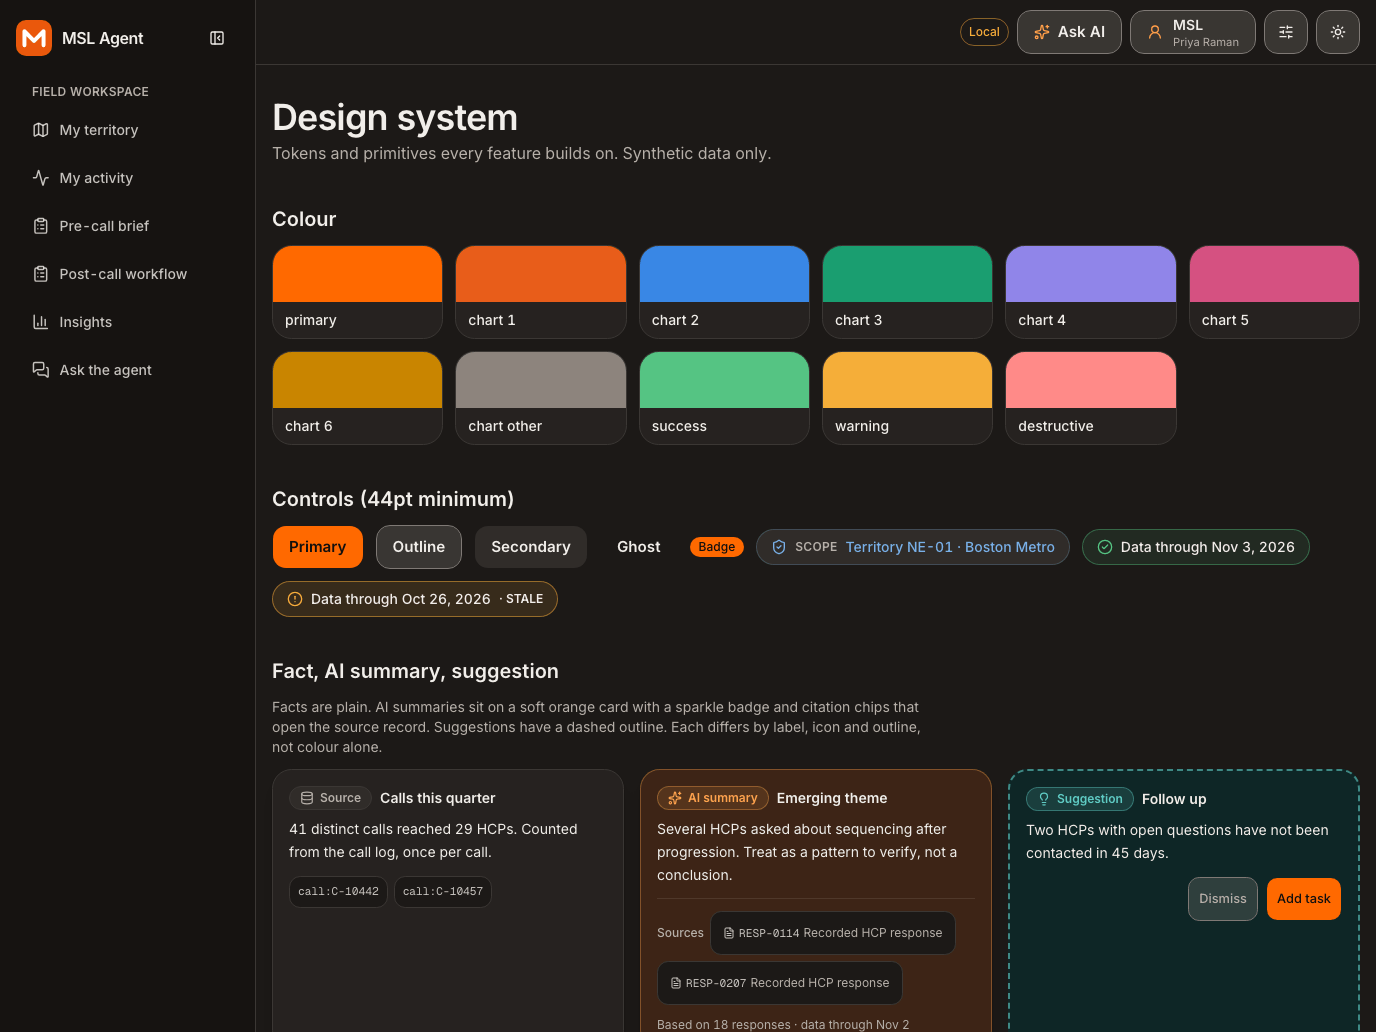 MSL Agent
FIELD WORKSPACE
My territory
My activity
Pre-call brief
Post-call workflow
Insights
Ask the agent
Local
Ask AI
MSL
Priya Raman
Design system
Tokens and primitives every feature builds on. Synthetic data only.
Colour
primary
chart 1
chart 2
chart 3
chart 4
chart 5
chart 6
chart other
success
warning
destructive
Controls (44pt minimum)
Primary
Outline
Secondary
Ghost
Badge
SCOPE Territory NE-01 · Boston Metro
Data through Nov 3, 2026
Data through Oct 26, 2026 · STALE
Fact, AI summary, suggestion
Facts are plain. AI summaries sit on a soft orange card with a sparkle badge and citation chips that
open the source record. Suggestions have a dashed outline. Each differs by label, icon and outline,
not colour alone.
Source Calls this quarter
41 distinct calls reached 29 HCPs. Counted
from the call log, once per call.
call:C-10442 call:C-10457
AI summary Emerging theme
Several HCPs asked about sequencing after
progression. Treat as a pattern to verify, not a
conclusion.
Sources RESP-0114 Recorded HCP response
RESP-0207 Recorded HCP response
Based on 18 responses · data through Nov 2
Suggestion Follow up
Two HCPs with open questions have not been
contacted in 45 days.
Dismiss Add task